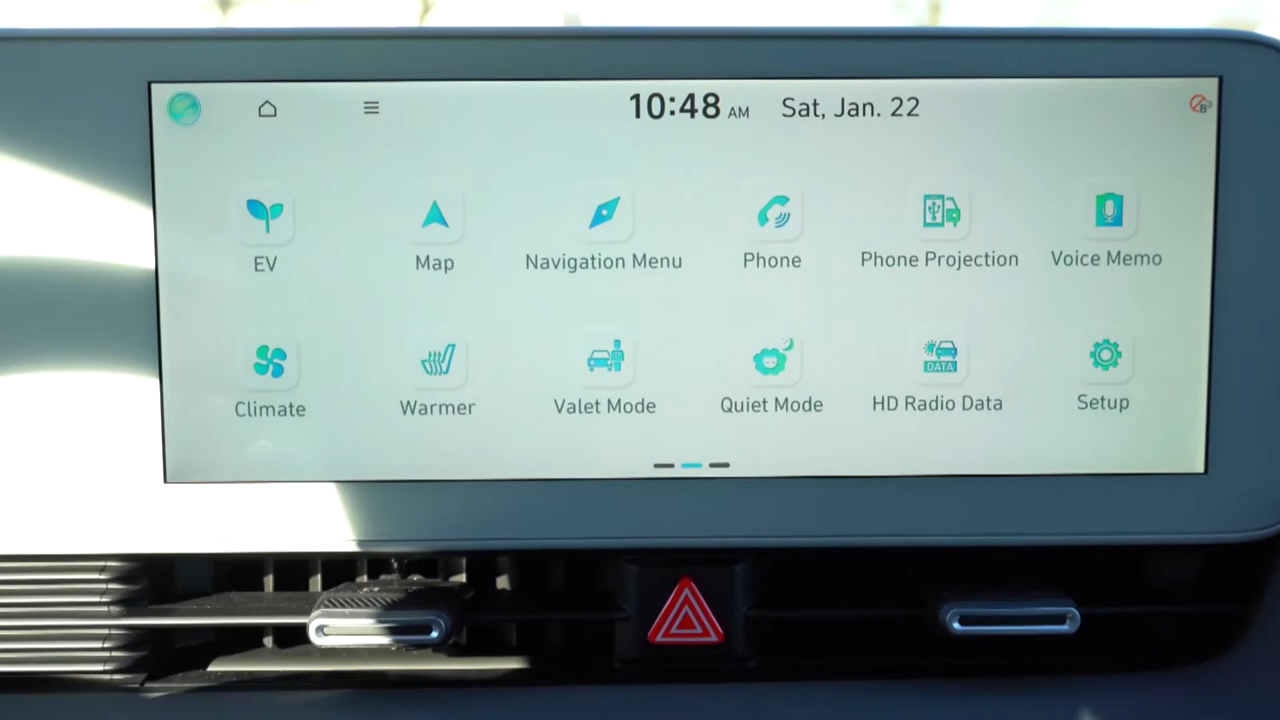 10:48 AM Sat, Jan. 22
EV Map Navigation Menu Phone Phone Projection Voice Memo
DATA
Climate Warmer Valet Mode Quiet Mode HD Radio Data Setup